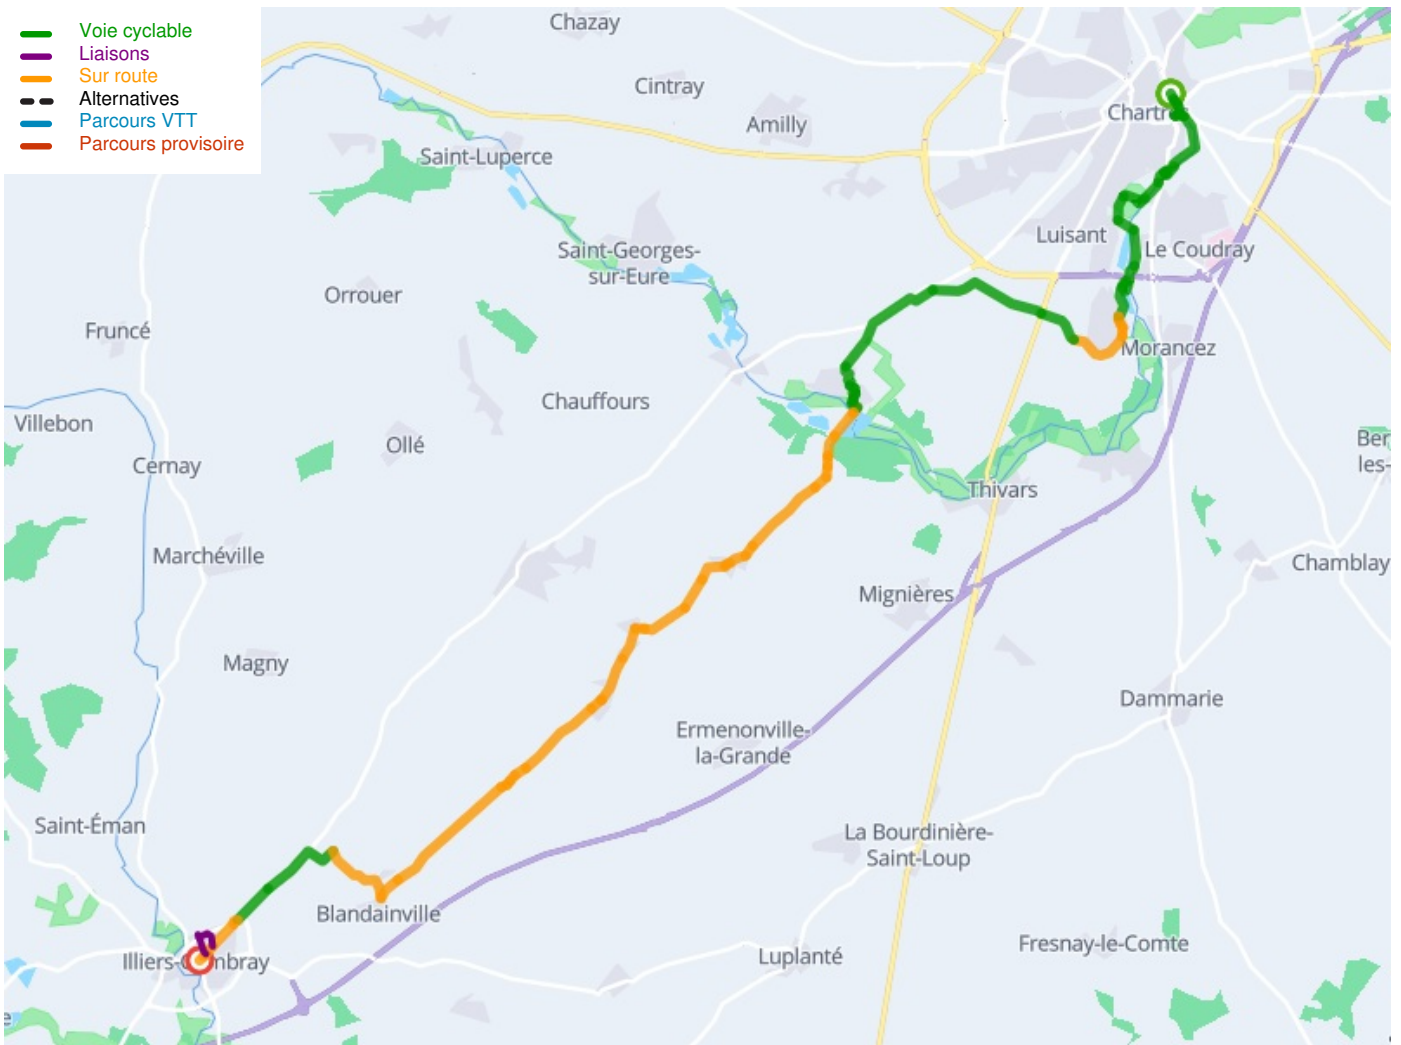 Voie cyclable
Liaisons
Sur route
Alternatives
Parcours VTT
Parcours provisoire
Chazay
Cintray
Amilly
Saint-Luperce
Luisant
Le Coudray
Saint-Georges-
sur-Eure
Orrouer
Fruncé
Morancez
Chauffours
Villebon
Ollé
Cernay
Thivars
Marchéville
Chamblay
Mignières
Magny
Dammarie
Ermenonville-
la-Grande
Saint-Éman
La Bourdinière-
Saint-Loup
Blandainville
Fresnay-le-Comte
Luplanté